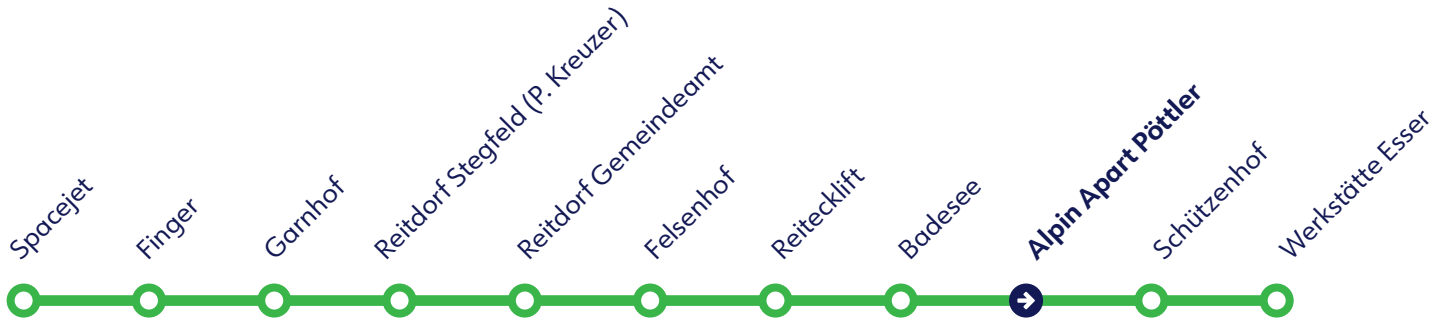 Spacejet
Finger
Garnhof
Reitdorf Stegfeld (P. Kreuzer)
Reitdorf Gemeindeamt
Felsenhof
Reitecklift
Badesee
Alpin Apart Pöttler
Schützenhof
Werkstätte Esser